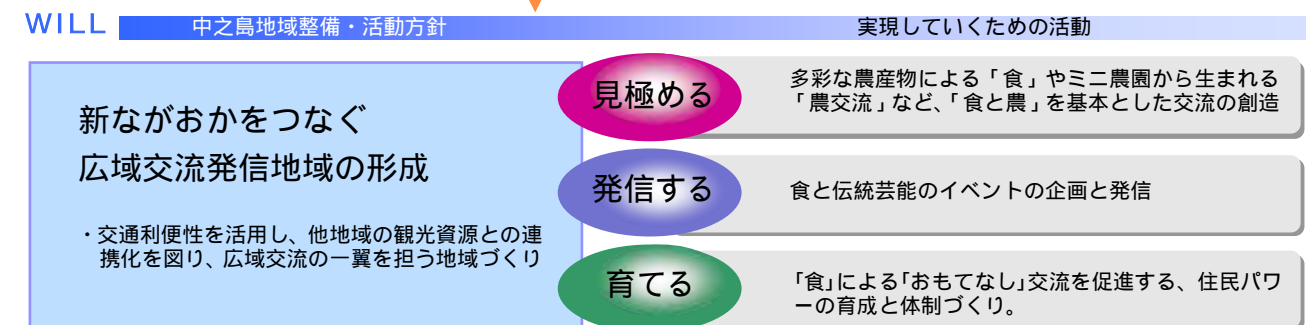 WILL 中之島地域整備・活動方針 実現していくための活動
新ながおかをつなぐ
広域交流発信地域の形成
・交通利便性を活用し、他地域の観光資源との連
携化を図り、広域交流の一翼を担う地域づくり
見極める
多彩な農産物による「食」やミニ農園から生まれる
「農交流」など、「食と農」を基本とした交流の創造
発信する
食と伝統芸能のイベントの企画と発信
育てる
「食」による「おもてなし」交流を促進する、住民パワ
ーの育成と体制づくり。